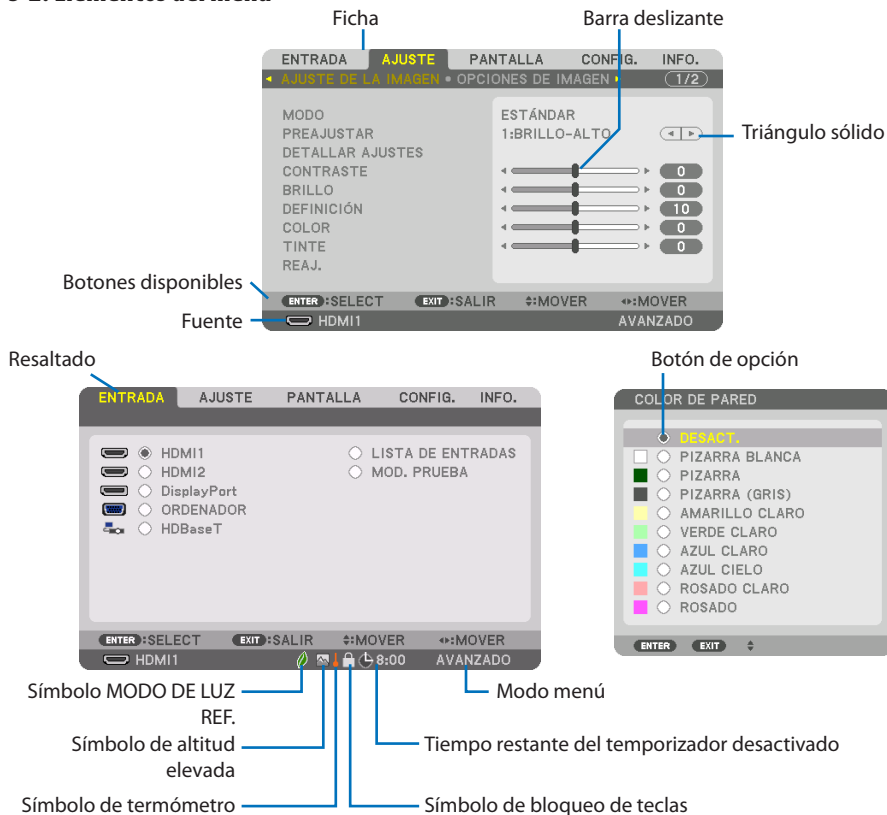 Ficha
Barra deslizante
ENTRADA AJUSTE PANTALLA CONFIG. INFO.
AJUSTE DE LA IMAGEN • OPCIONES DE IMAGEN 1/2
MODO ESTÁNDAR
PREAJUSTAR 1:BRILLO-ALTO
Triángulo sólido
DETALLAR AJUSTES
CONTRASTE 0
BRILLO 0
DEFINICIÓN 10
COLOR 0
TINTE 0
REAJ.
Botones disponibles
ENTER:SELECT EXIT:SALIR :MOVER :MOVER
Fuente
HDMI1 AVANZADO
Resaltado
ENTRADA AJUSTE PANTALLA CONFIG. INFO.
HDMI1 LISTA DE ENTRADAS
HDMI2 MOD. PRUEBA
DisplayPort
ORDENADOR
HDBaseT
ENTER:SELECT EXIT:SALIR :MOVER :MOVER
HDMI1 8:00 AVANZADO
Botón de opción
COLOR DE PARED
DESACT.
PIZARRA BLANCA
PIZARRA
PIZARRA (GRIS)
AMARILLO CLARO
VERDE CLARO
AZUL CLARO
AZUL CIELO
ROSADO CLARO
ROSADO
ENTER EXIT
Símbolo MODO DE LUZ
REF.
Modo menú
Símbolo de altitud
elevada
Tiempo restante del temporizador desactivado
Símbolo de termómetro
Símbolo de bloqueo de teclas